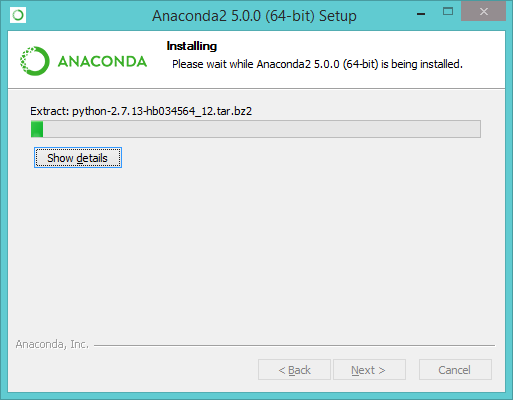 Anaconda2 5.0.0 (64-bit) Setup
ANACONDA
Installing
Please wait while Anaconda2 5.0.0 (64-bit) is being installed.
Extract: python-2.7.13-hb034564_12.tar.bz2
Show details
Anaconda, Inc.
< Back Next > Cancel